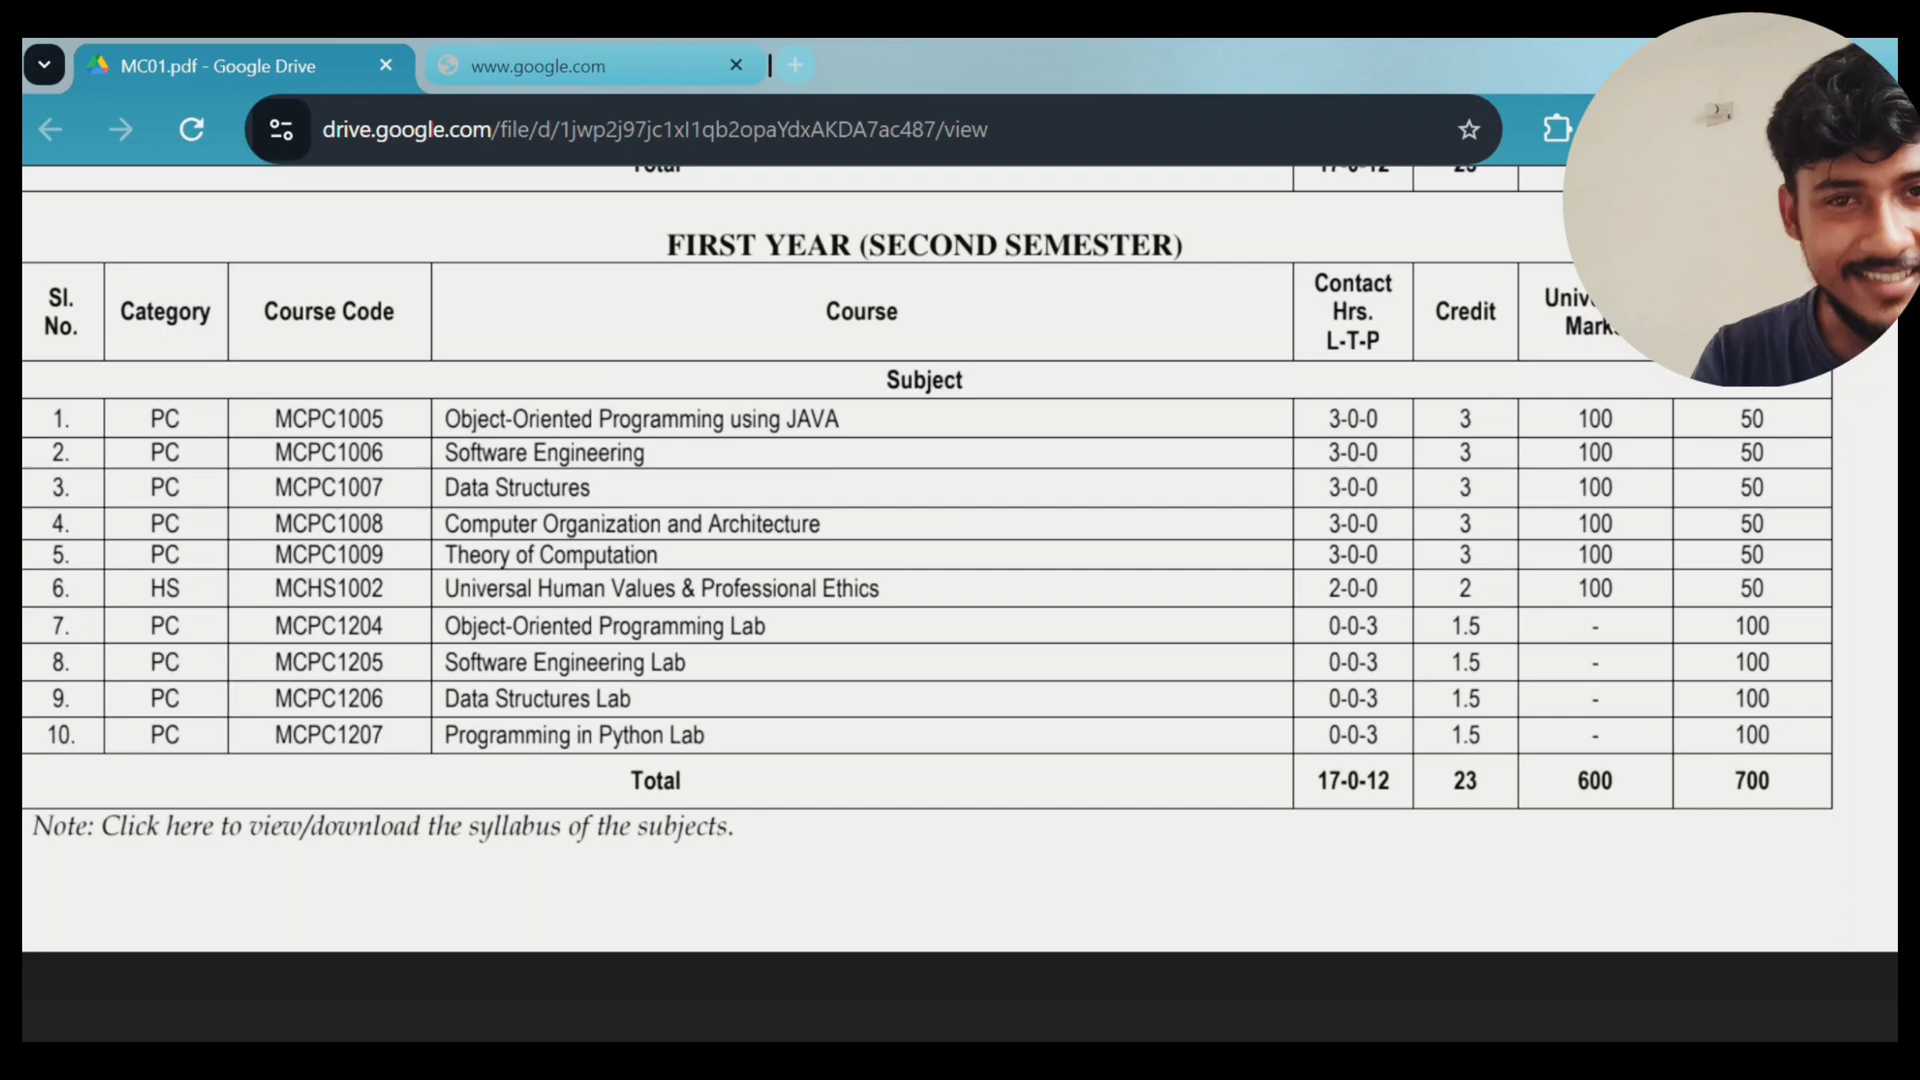 MC01.pdf - Google Drive
www.google.com
drive.google.com/file/d/1jwp2j97jc1xI1qb2opaYdxAKDA7ac487/view
Total 17-0-12 23
FIRST YEAR (SECOND SEMESTER)
Sl. No. Category Course Code Course Contact Hrs. L-T-P Credit
Subject
1. PC MCPC1005 Object-Oriented Programming using JAVA 3-0-0 3 100 50
2. PC MCPC1006 Software Engineering 3-0-0 3 100 50
3. PC MCPC1007 Data Structures 3-0-0 3 100 50
4. PC MCPC1008 Computer Organization and Architecture 3-0-0 3 100 50
5. PC MCPC1009 Theory of Computation 3-0-0 3 100 50
6. HS MCHS1002 Universal Human Values & Professional Ethics 2-0-0 2 100 50
7. PC MCPC1204 Object-Oriented Programming Lab 0-0-3 1.5 - 100
8. PC MCPC1205 Software Engineering Lab 0-0-3 1.5 - 100
9. PC MCPC1206 Data Structures Lab 0-0-3 1.5 - 100
10. PC MCPC1207 Programming in Python Lab 0-0-3 1.5 - 100
Total 17-0-12 23 600 700
Note: Click here to view/download the syllabus of the subjects.